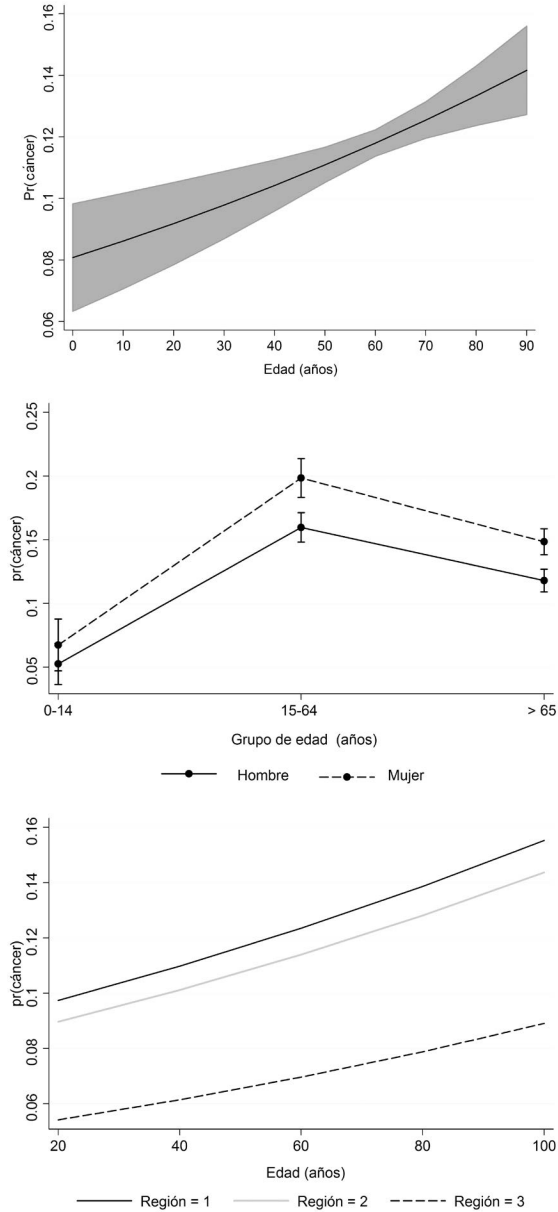 0.16
0.14
0.12
0.1
0.08
0.06
Pr(cáncer)
0 10 20 30 40 50 60 70 80 90
Edad (años)
0.25
0.2
0.15
0.1
0.05
pr(cáncer)
0-14 15-64 > 65
Grupo de edad (años)
Hombre Mujer
0.16
0.14
0.12
0.1
0.08
0.06
pr(cáncer)
20 40 60 80 100
Edad (años)
Región = 1 Región = 2 Región = 3